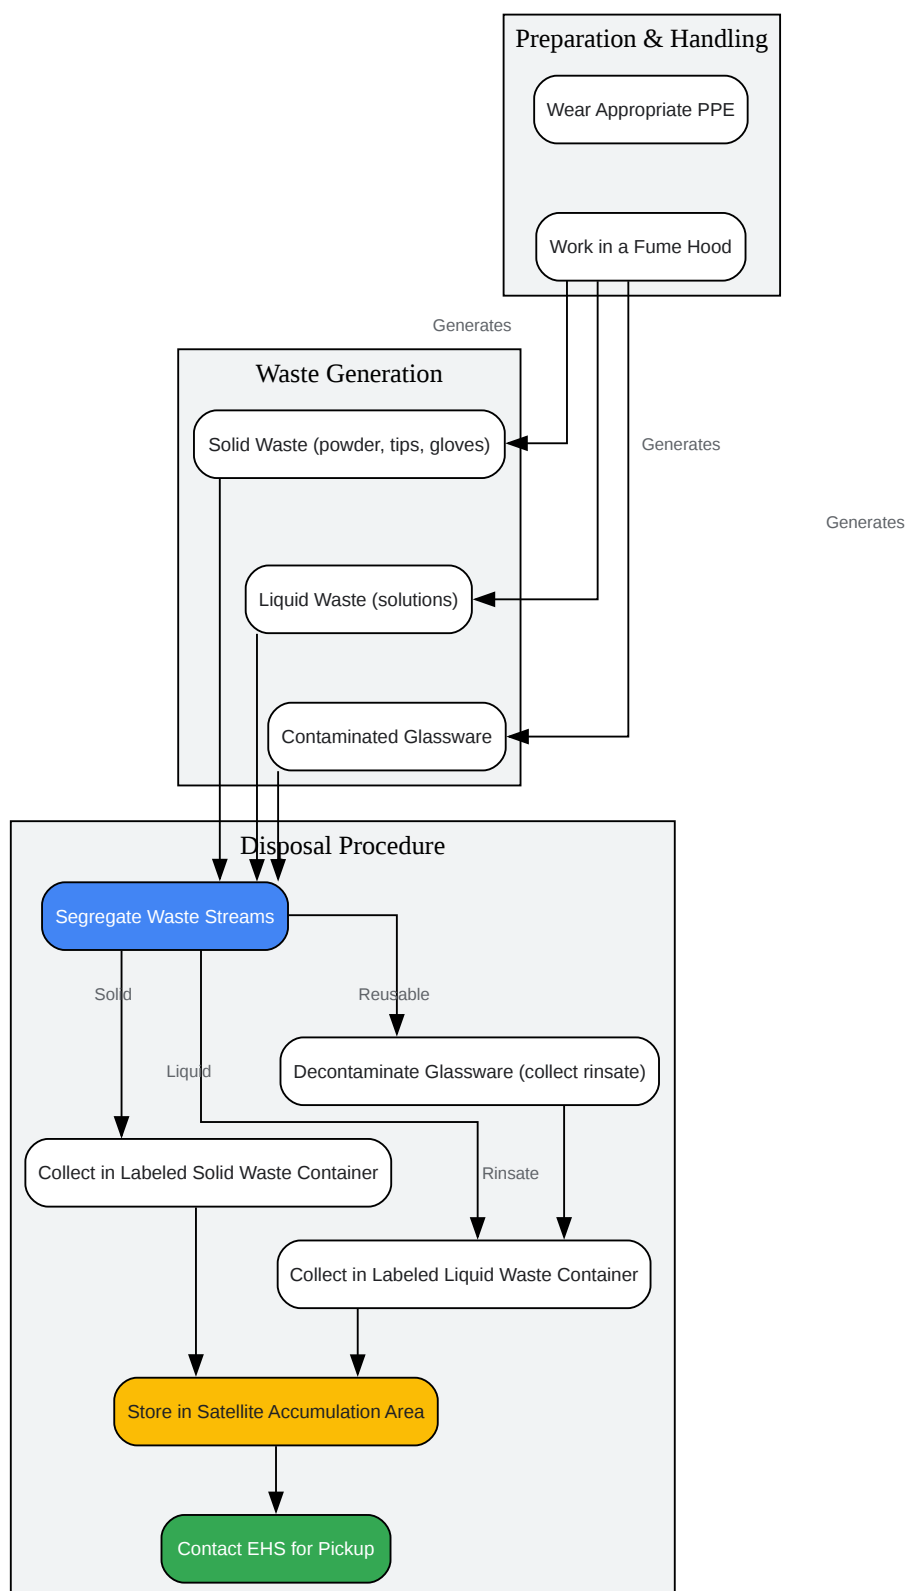 Preparation & Handling
Wear Appropriate PPE
Work in a Fume Hood
Generates
Waste Generation
Solid Waste (powder, tips, gloves)
Generates
Generates
Liquid Waste (solutions)
Contaminated Glassware
Disposal Procedure
Segregate Waste Streams
Solid
Reusable
Liquid
Decontaminate Glassware (collect rinsate)
Collect in Labeled Solid Waste Container
Rinsate
Collect in Labeled Liquid Waste Container
Store in Satellite Accumulation Area
Contact EHS for Pickup